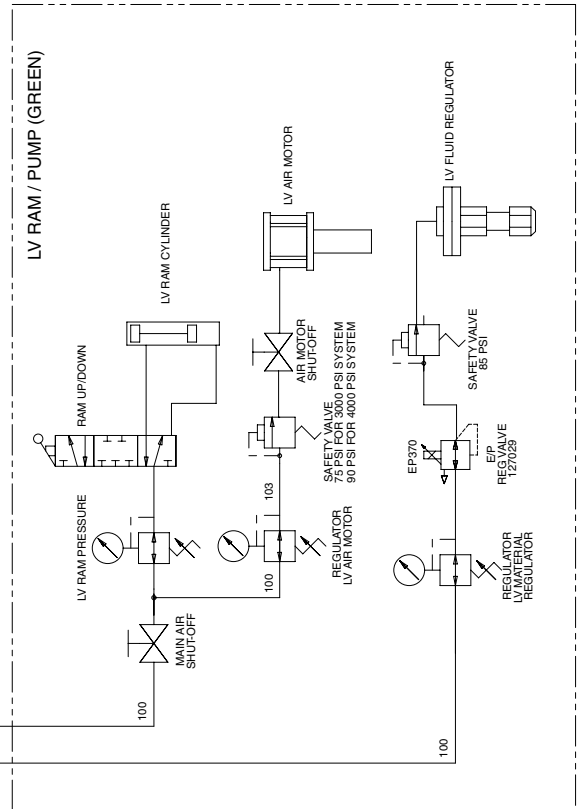 LV RAM / PUMP (GREEN)
LV RAM CYLINDER
RAM UP/DOWN
LV RAM PRESSURE
MAIN AIR
SHUT-OFF
100
LV AIR MOTOR
AIR MOTOR
SHUT-OFF
SAFETY VALVE
75 PSI FOR 3000 PSI SYSTEM
90 PSI FOR 4000 PSI SYSTEM
103
REGULATOR
LV AIR MOTOR
100
LV FLUID REGULATOR
SAFETY VALVE
85 PSI
EP370
E/P
REG VALVE
127029
REGULATOR
LV MATERIAL
REGULATOR
100